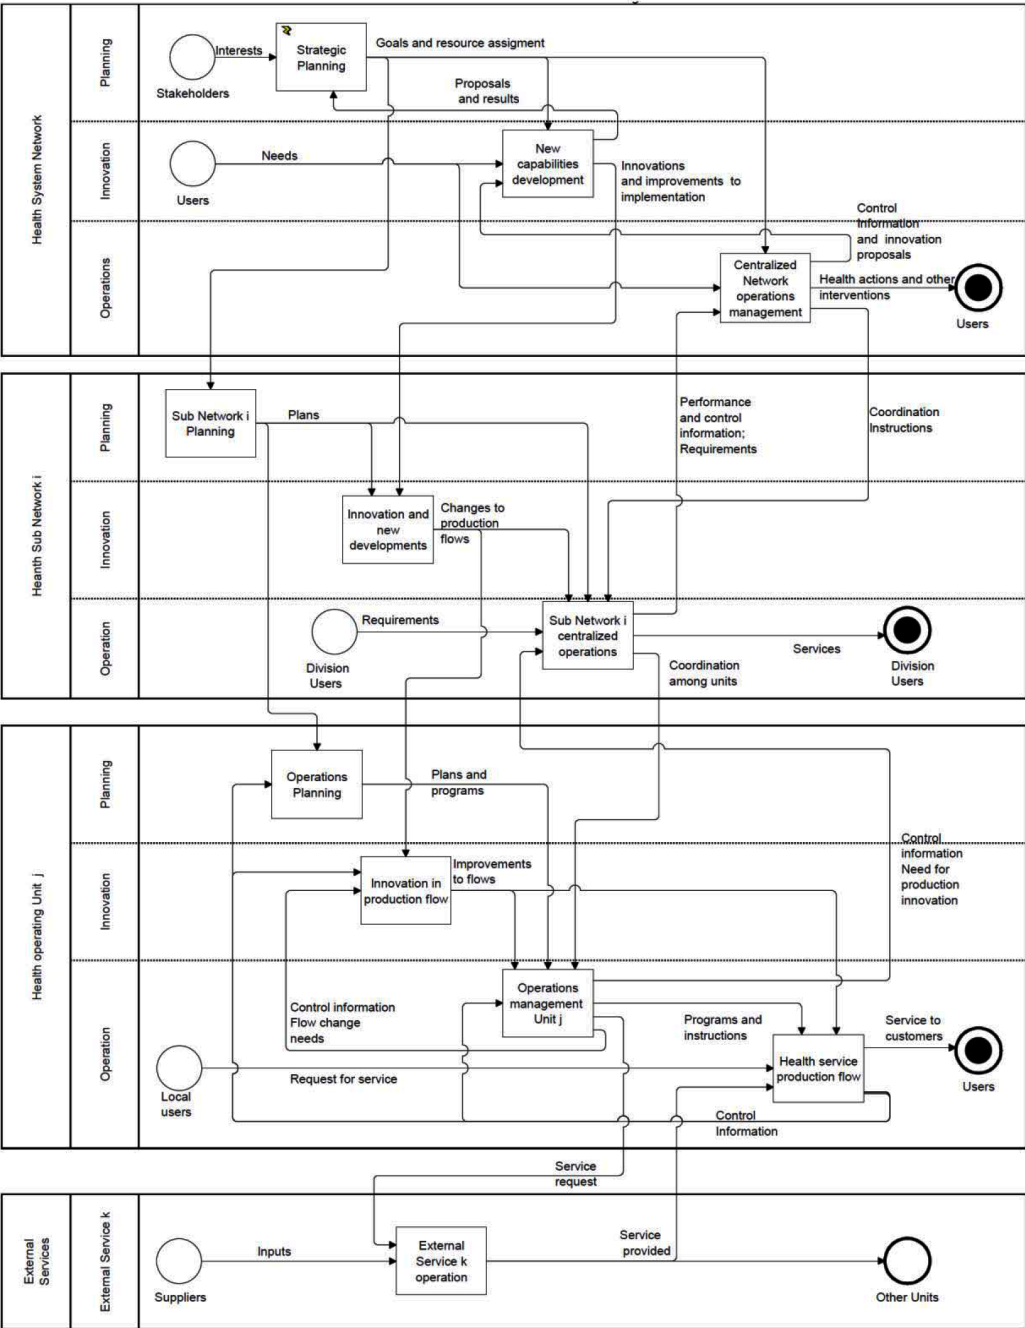 Health System Network
Planning
Stakeholders
Interests
Strategic
Planning
Goals and resource assigment
Proposals
and results
Innovation
Users
Needs
New
capabilities
development
Innovations
and improvements to
implementation
Operations
Control
Information
and innovation
proposals
Centralized
Network
operations
management
Health actions and other
interventions
Users
Heanth Sub Network i
Planning
Sub Network i
Planning
Plans
Performance
and control
information;
Requirements
Coordination
Instructions
Innovation
Innovation and
new
developments
Changes to
production
flows
Operation
Division
Users
Requirements
Sub Network i
centralized
operations
Coordination
among units
Services
Division
Users
Health operating Unit j
Planning
Operations
Planning
Plans and
programs
Innovation
Innovation in
production flow
Improvements
to flows
Control
information
Need for
production
innovation
Operation
Control information
Flow change
needs
Operations
management
Unit j
Programs and
instructions
Service to
customers
Health service
production flow
Users
Local
users
Request for service
Control
Information
Service
request
External
Services
External Service k
Suppliers
Inputs
External
Service k
operation
Service
provided
Other Units